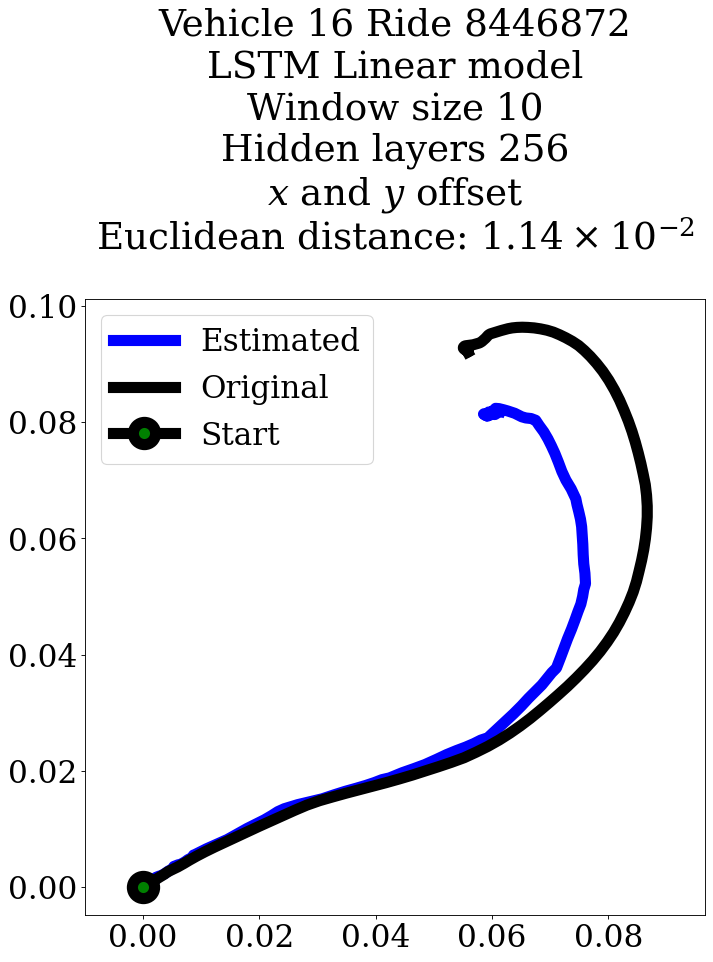 Vehicle 16 Ride 8446872
LSTM Linear model
Window size 10
Hidden layers 256
x and y offset
Euclidean distance: 1.14 × 10⁻²
Estimated
Original
Start
0.10
0.08
0.06
0.04
0.02
0.00
0.00 0.02 0.04 0.06 0.08